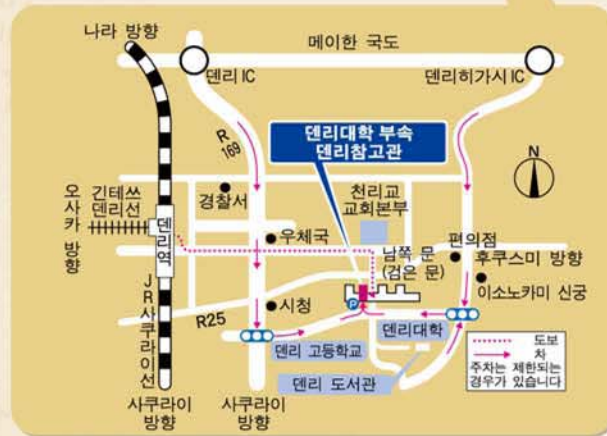 나라 방향
메이한 국도
덴리 IC
덴리히가시 IC
R
169
덴리대학 부속
덴리참고관
N
경찰서
천리교
교회본부
오사카 방향
긴테쓰
덴리선
덴리역
우체국
남쪽 문
(검은 문)
편의점
후쿠스미 방향
이소노카미 신궁
JR사쿠라이선
R25
시청
P
덴리대학
덴리 고등학교
덴리 도서관
도보
차
주차는 제한되는
경우가 있습니다
사쿠라이
방향
사쿠라이
방향